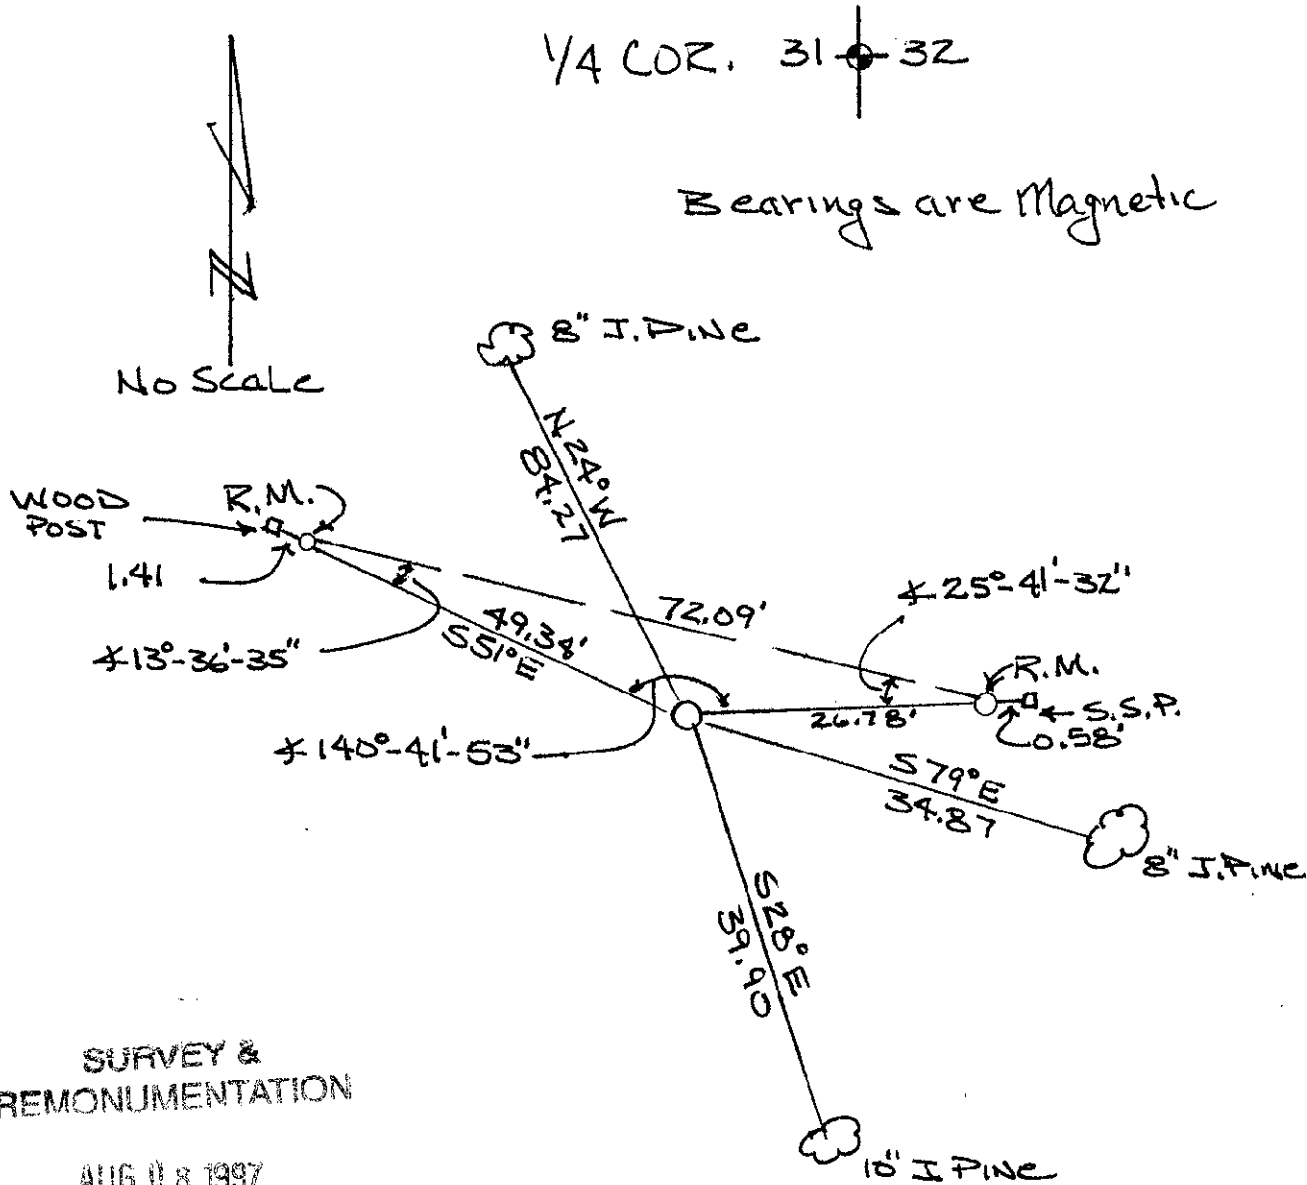 1/4 COR. 31 32
Bearings are Magnetic
N
No Scale
8" J. Pine
N 24° W
84.27
WOOD
POST
R.M.
1.41
∡ 13°-36'-35"
49.34'
S51°E
72.09'
∡ 25°-41'-32"
R.M.
S.S.P.
0.58'
26.78'
∡ 140°-41'-53"
S 79° E
34.87
8" J. Pine
S28° E
39.90
10" J PINE
SURVEY &
REMONUMENTATION
AUG 08 1997